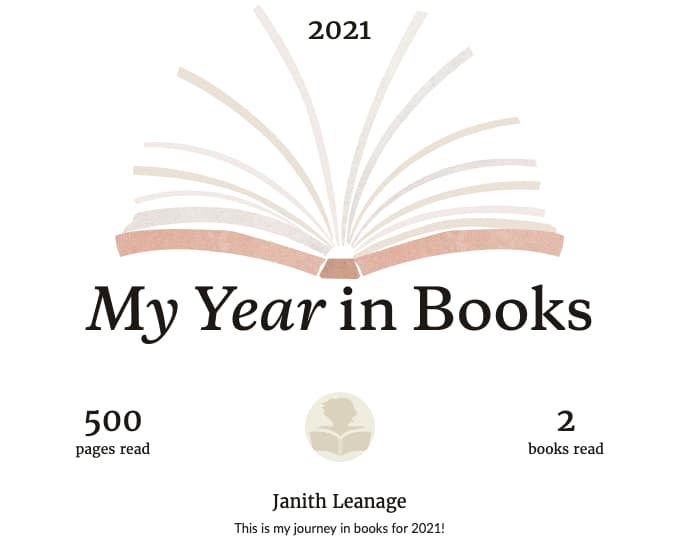 2021
My Year in Books
500
pages read
2
books read
Janith Leanage
This is my journey in books for 2021!